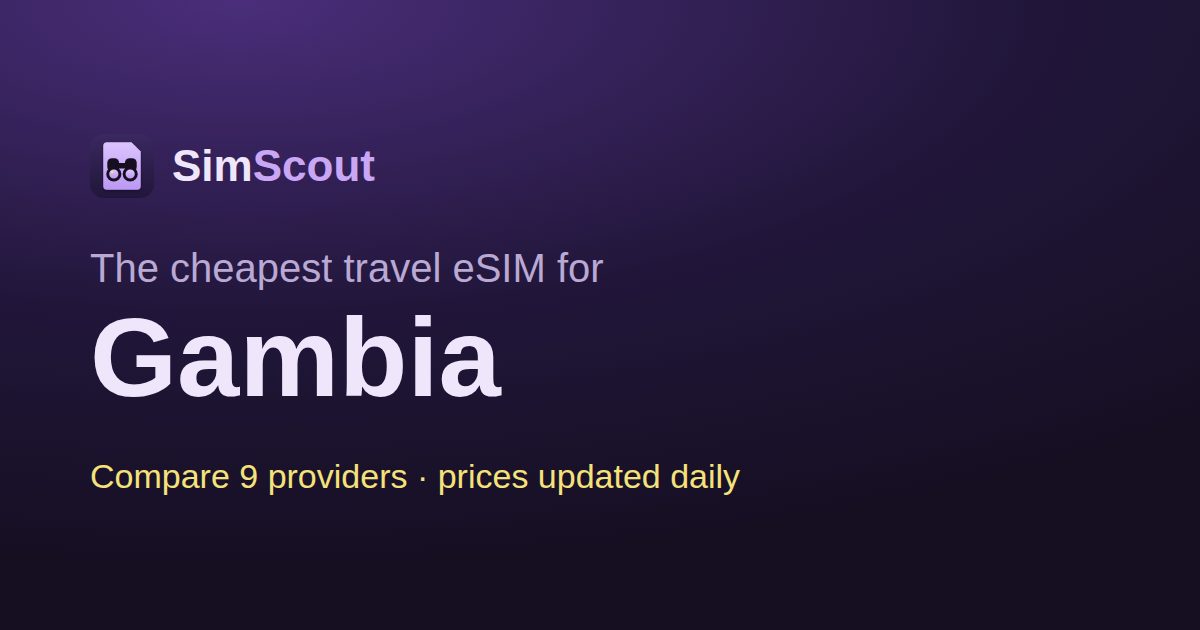 SimScout
The cheapest travel eSIM for
Gambia
Compare 9 providers · prices updated daily